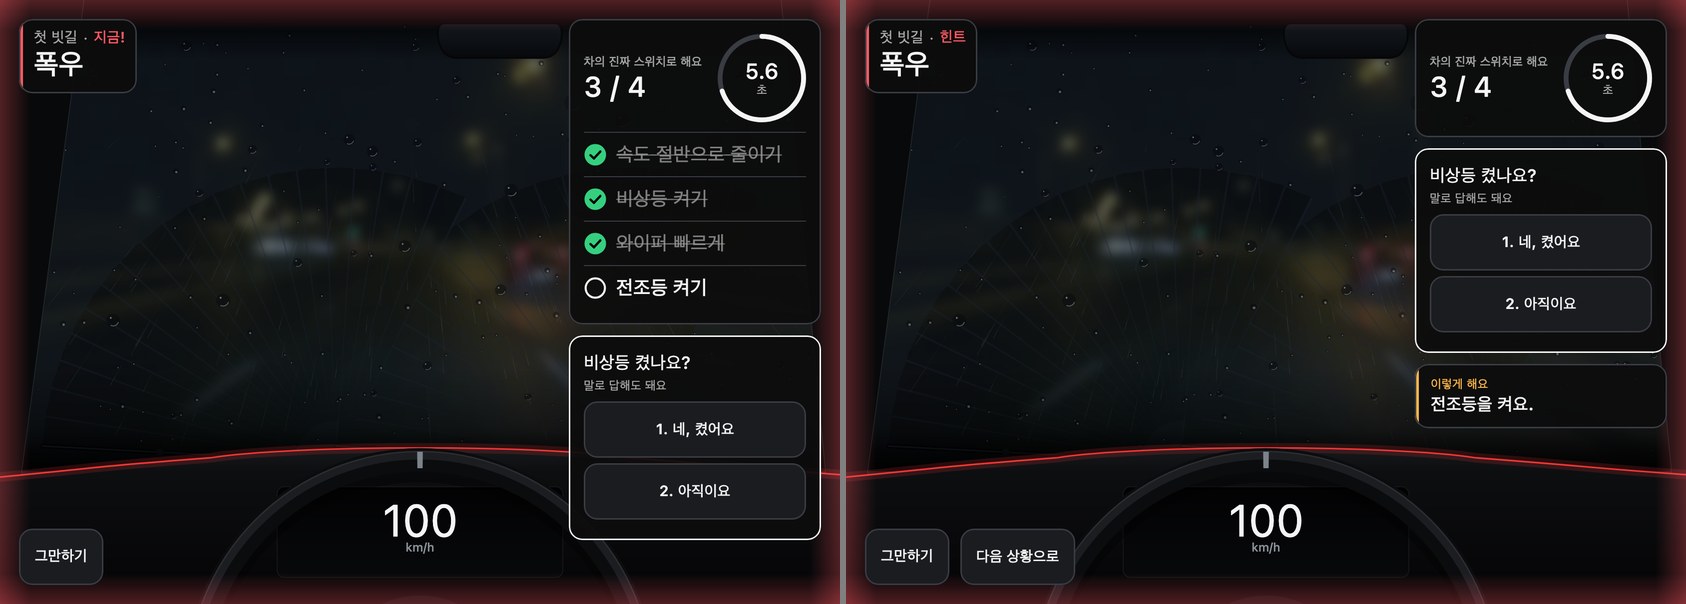 첫 빗길 · 지금!
폭우
차의 진짜 스위치로 해요
3 / 4
5.6
초
속도 절반으로 줄이기
비상등 켜기
와이퍼 빠르게
전조등 켜기
비상등 켰나요?
말로 답해도 돼요
1. 네, 켰어요
2. 아직이요
100
km/h
그만하기
첫 빗길 · 힌트
폭우
차의 진짜 스위치로 해요
3 / 4
5.6
초
비상등 켰나요?
말로 답해도 돼요
1. 네, 켰어요
2. 아직이요
이렇게 해요
전조등을 켜요.
100
km/h
그만하기
다음 상황으로